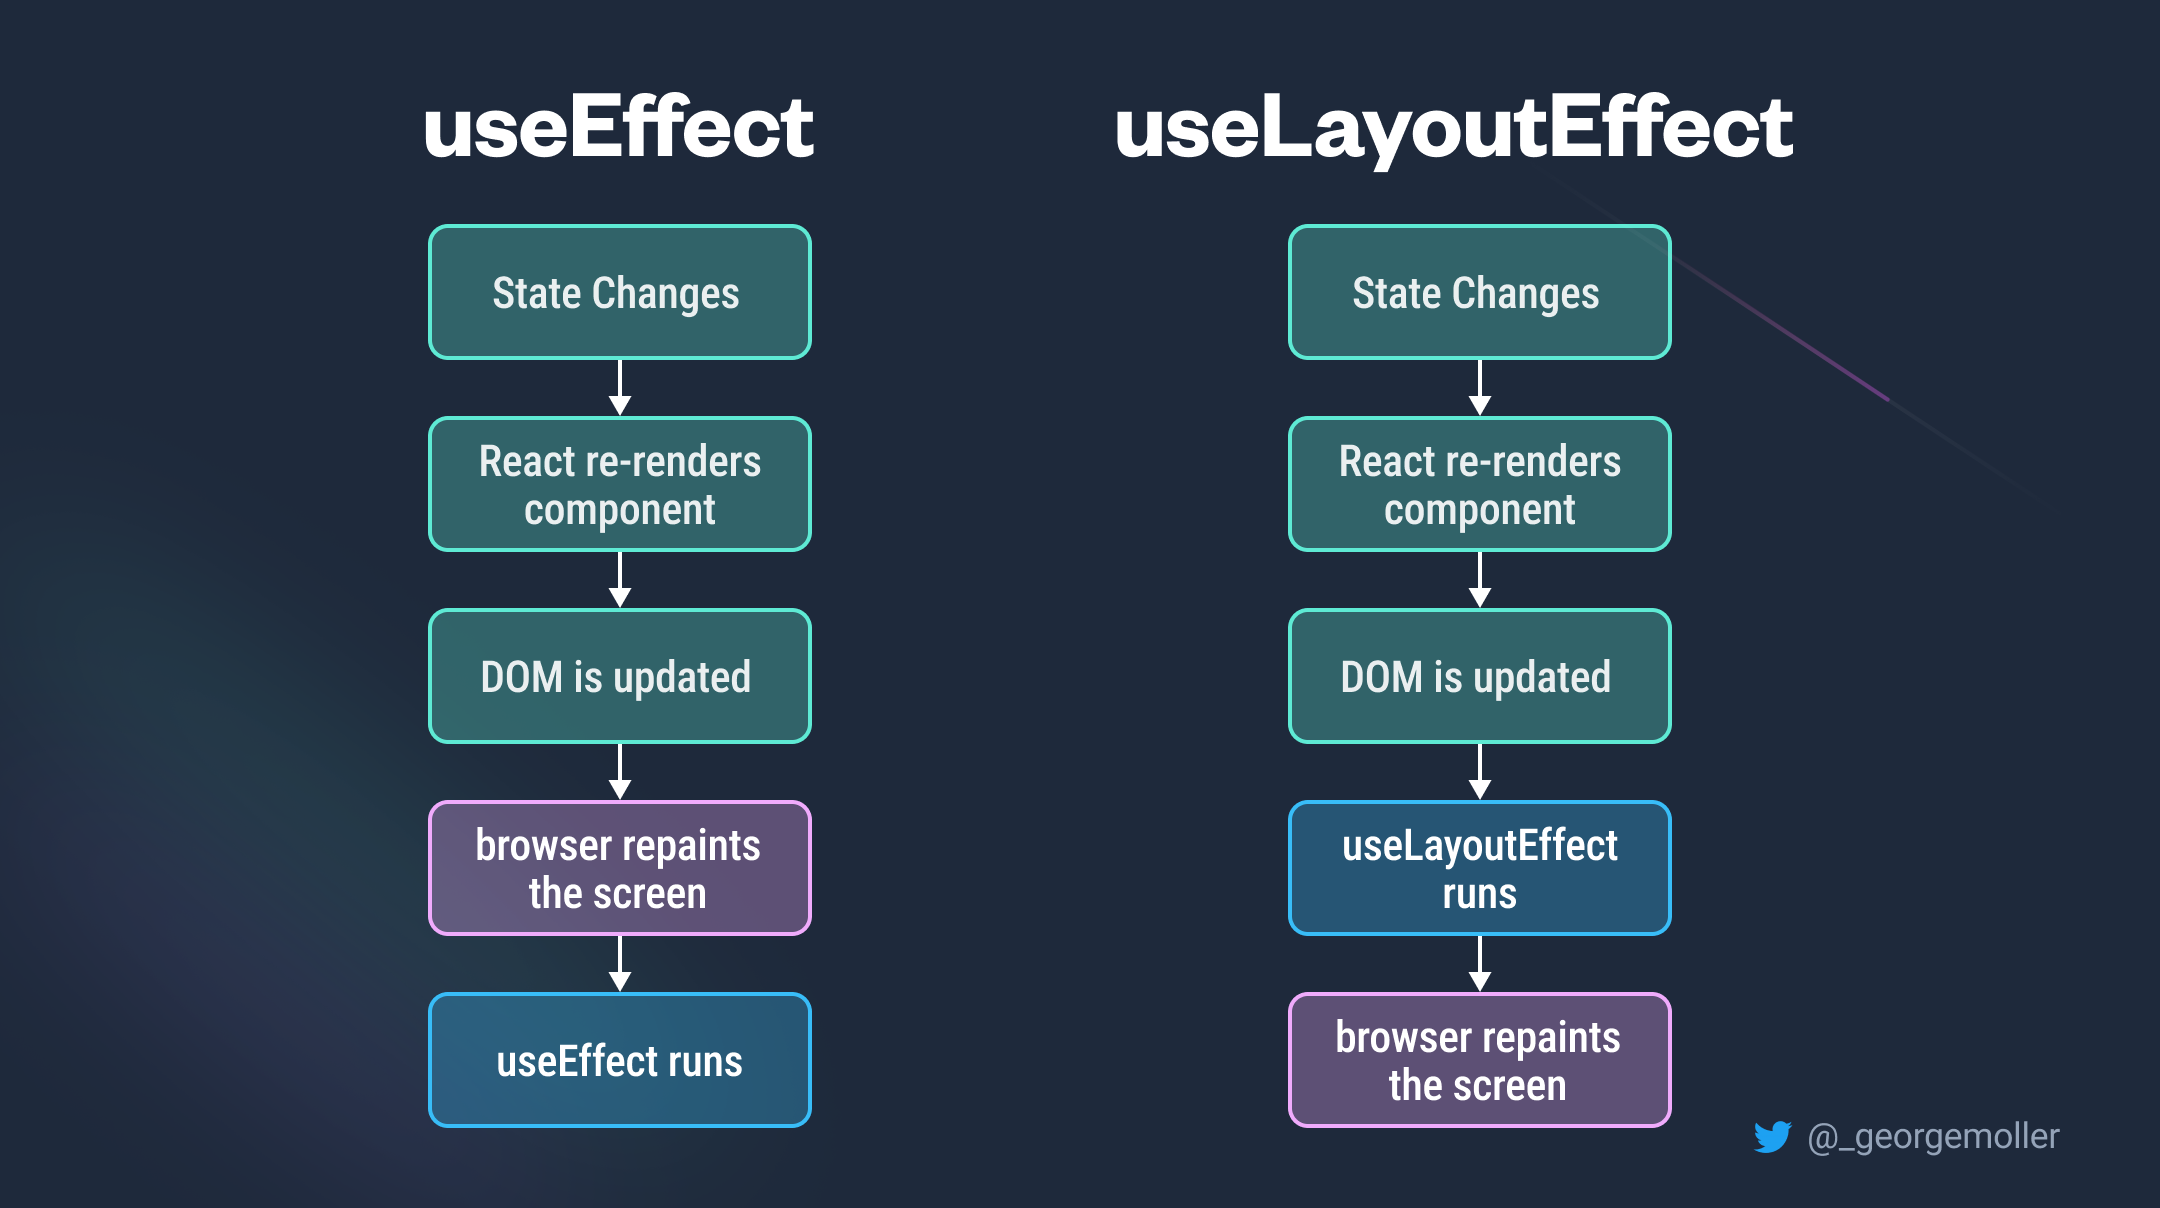 useEffect
State Changes
React re-renders
component
DOM is updated
browser repaints
the screen
useEffect runs
useLayoutEffect
State Changes
React re-renders
component
DOM is updated
useLayoutEffect
runs
browser repaints
the screen
@_georgemoller